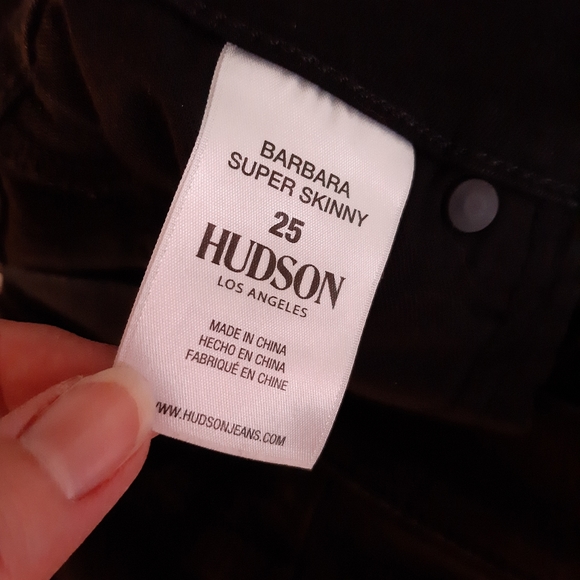 BARBARA
SUPER SKINNY
25
HUDSON
LOS ANGELES
MADE IN CHINA
HECHO EN CHINA
FABRIQUÉ EN CHINE
WWW.HUDSONJEANS.COM